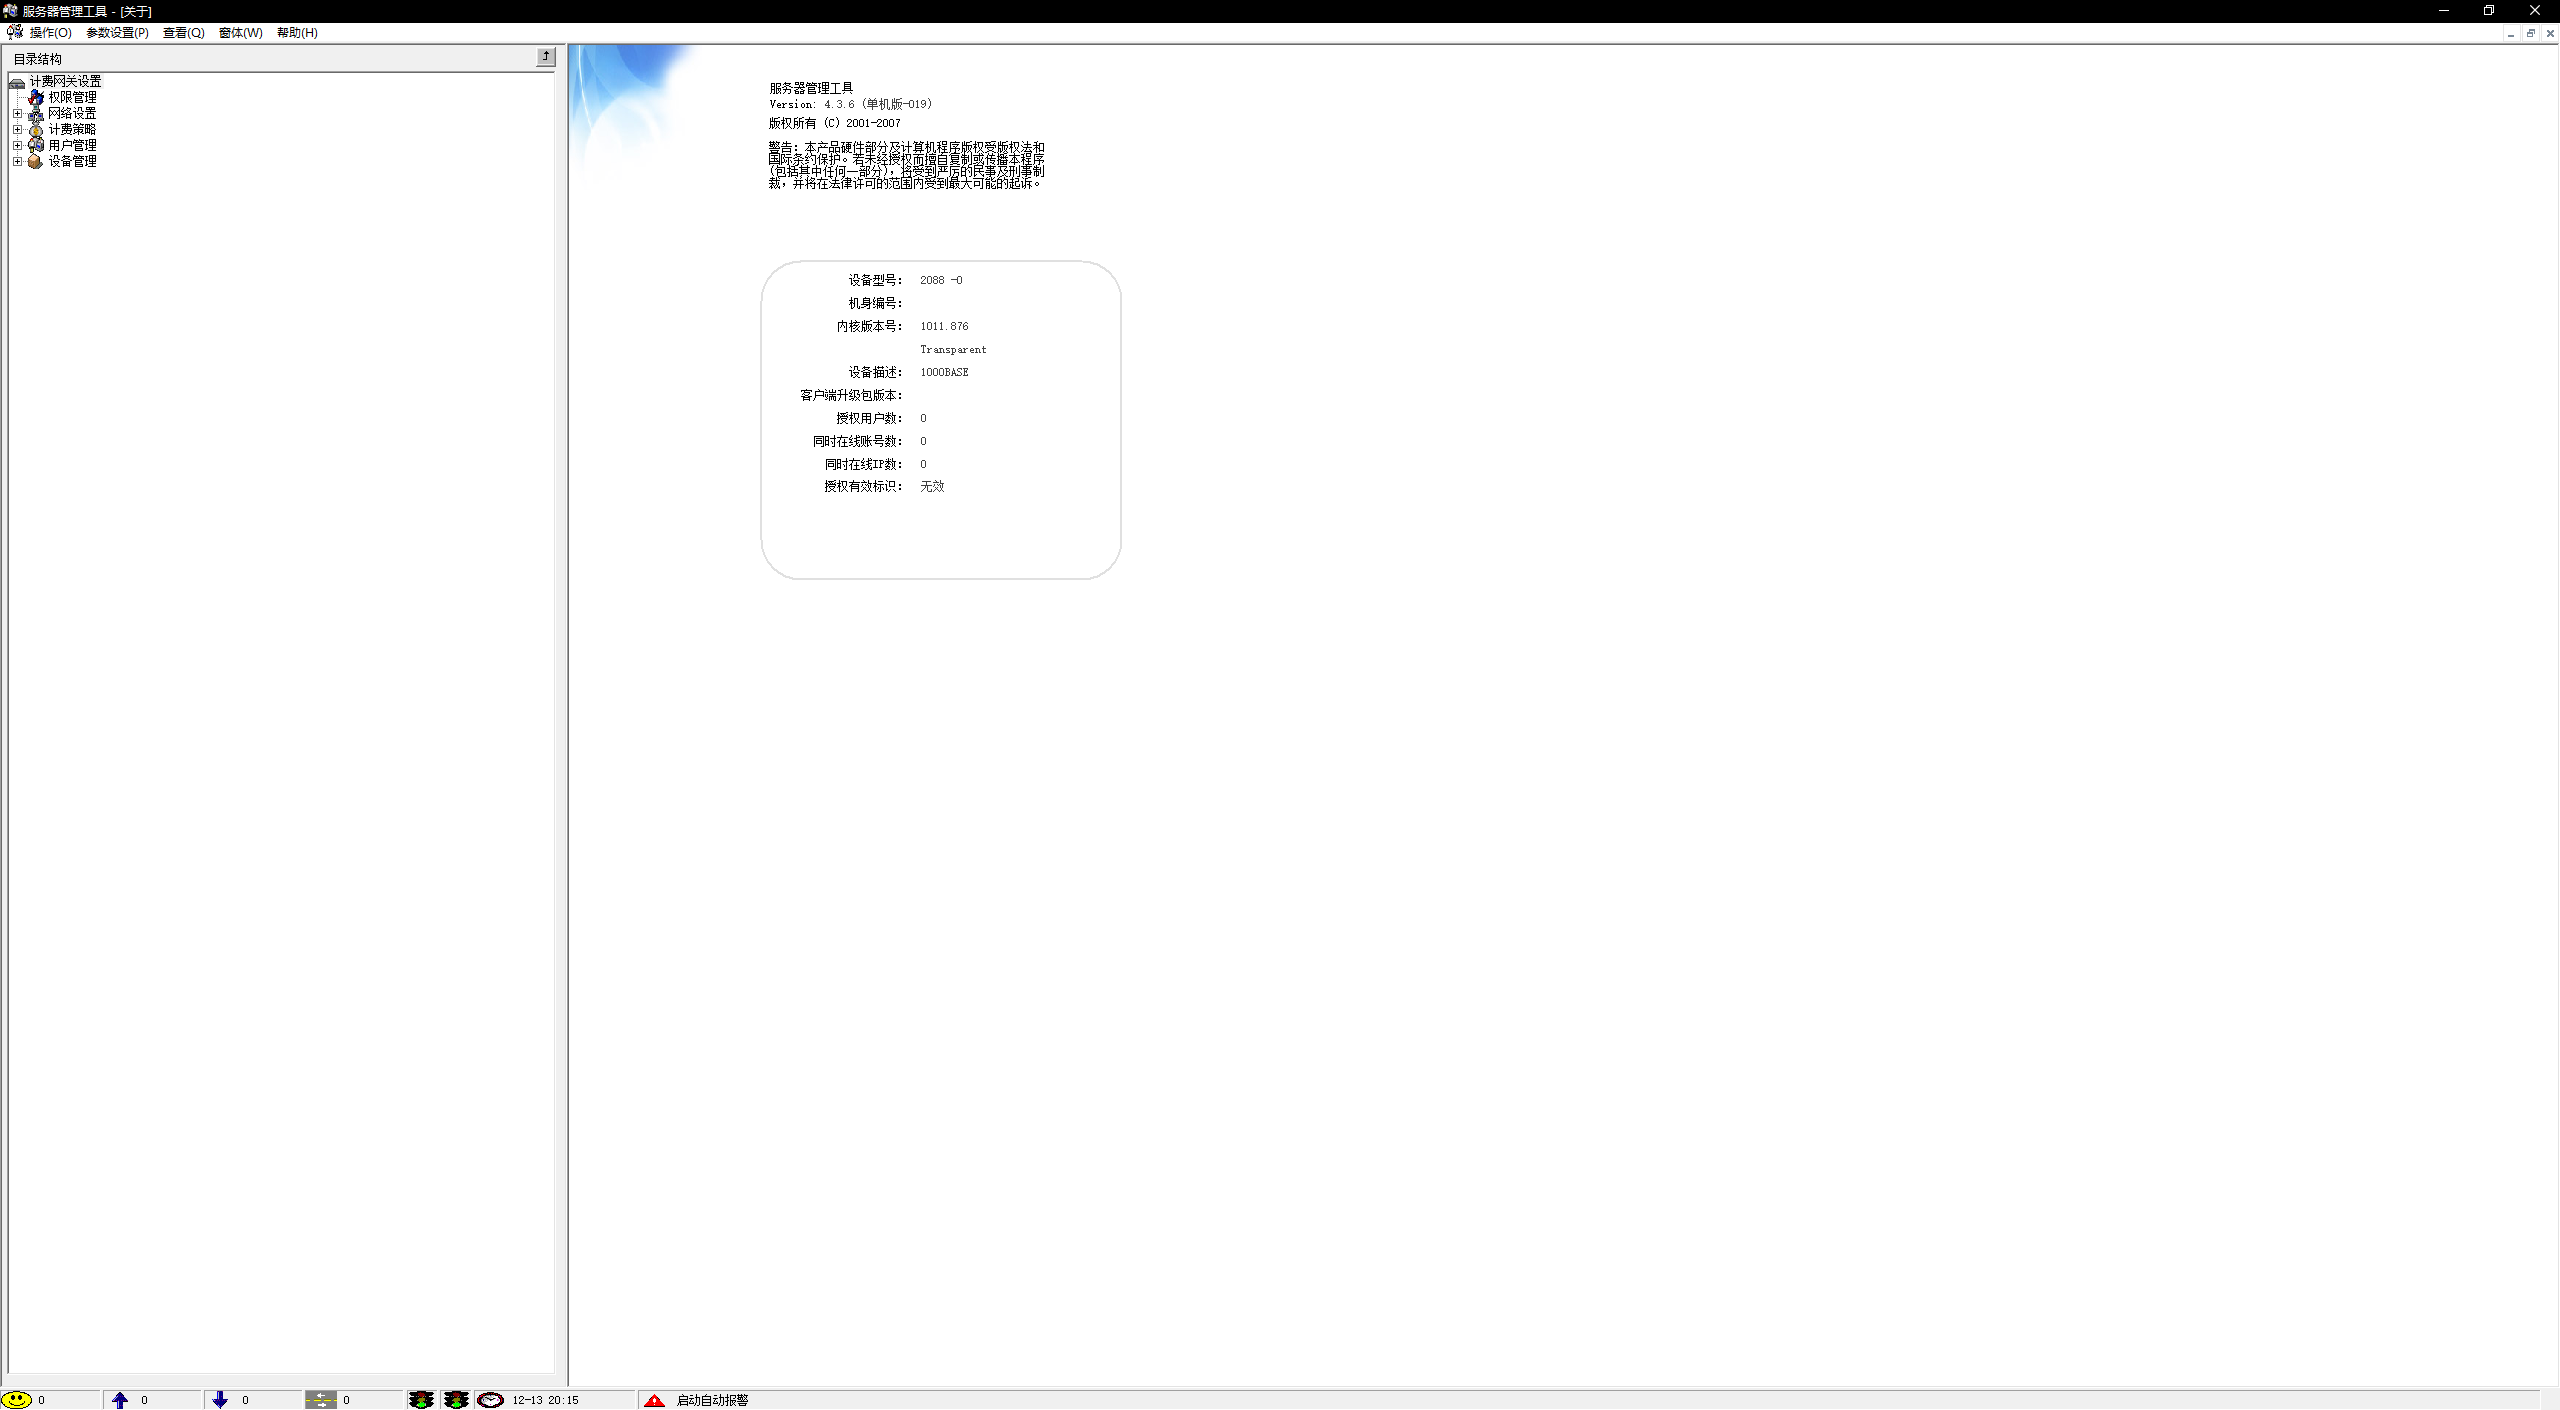 服务器管理工具 - [关于]
操作(O) 参数设置(P) 查看(Q) 窗体(W) 帮助(H)
目录结构
计费网关设置
权限管理
网络设置
计费策略
用户管理
设备管理
服务器管理工具
Version: 4.3.6 (单机版-019)
版权所有 (C) 2001-2007
警告：本产品硬件部分及计算机程序版权受版权法和
国际条约保护。若未经授权而擅自复制或传播本程序
(包括其中任何一部分)，将受到严厉的民事及刑事制
裁，并将在法律许可的范围内受到最大可能的起诉。
设备型号： 2088 -0
机身编号：
内核版本号： 1011.876
Transparent
设备描述： 1000BASE
客户端升级包版本：
授权用户数： 0
同时在线账号数： 0
同时在线IP数： 0
授权有效标识： 无效
0 0 0 0 12-13 20:15 启动自动报警